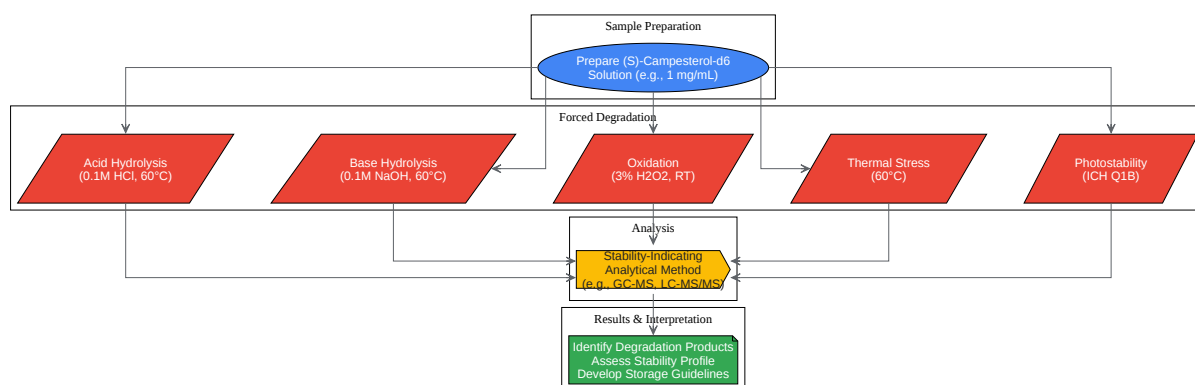 Sample Preparation
Prepare (S)-Campesterol-d6
Solution (e.g., 1 mg/mL)
Forced Degradation
Acid Hydrolysis
(0.1M HCl, 60°C)
Base Hydrolysis
(0.1M NaOH, 60°C)
Oxidation
(3% H2O2, RT)
Thermal Stress
(60°C)
Photostability
(ICH Q1B)
Analysis
Stability-Indicating
Analytical Method
(e.g., GC-MS, LC-MS/MS)
Results & Interpretation
Identify Degradation Products
Assess Stability Profile
Develop Storage Guidelines